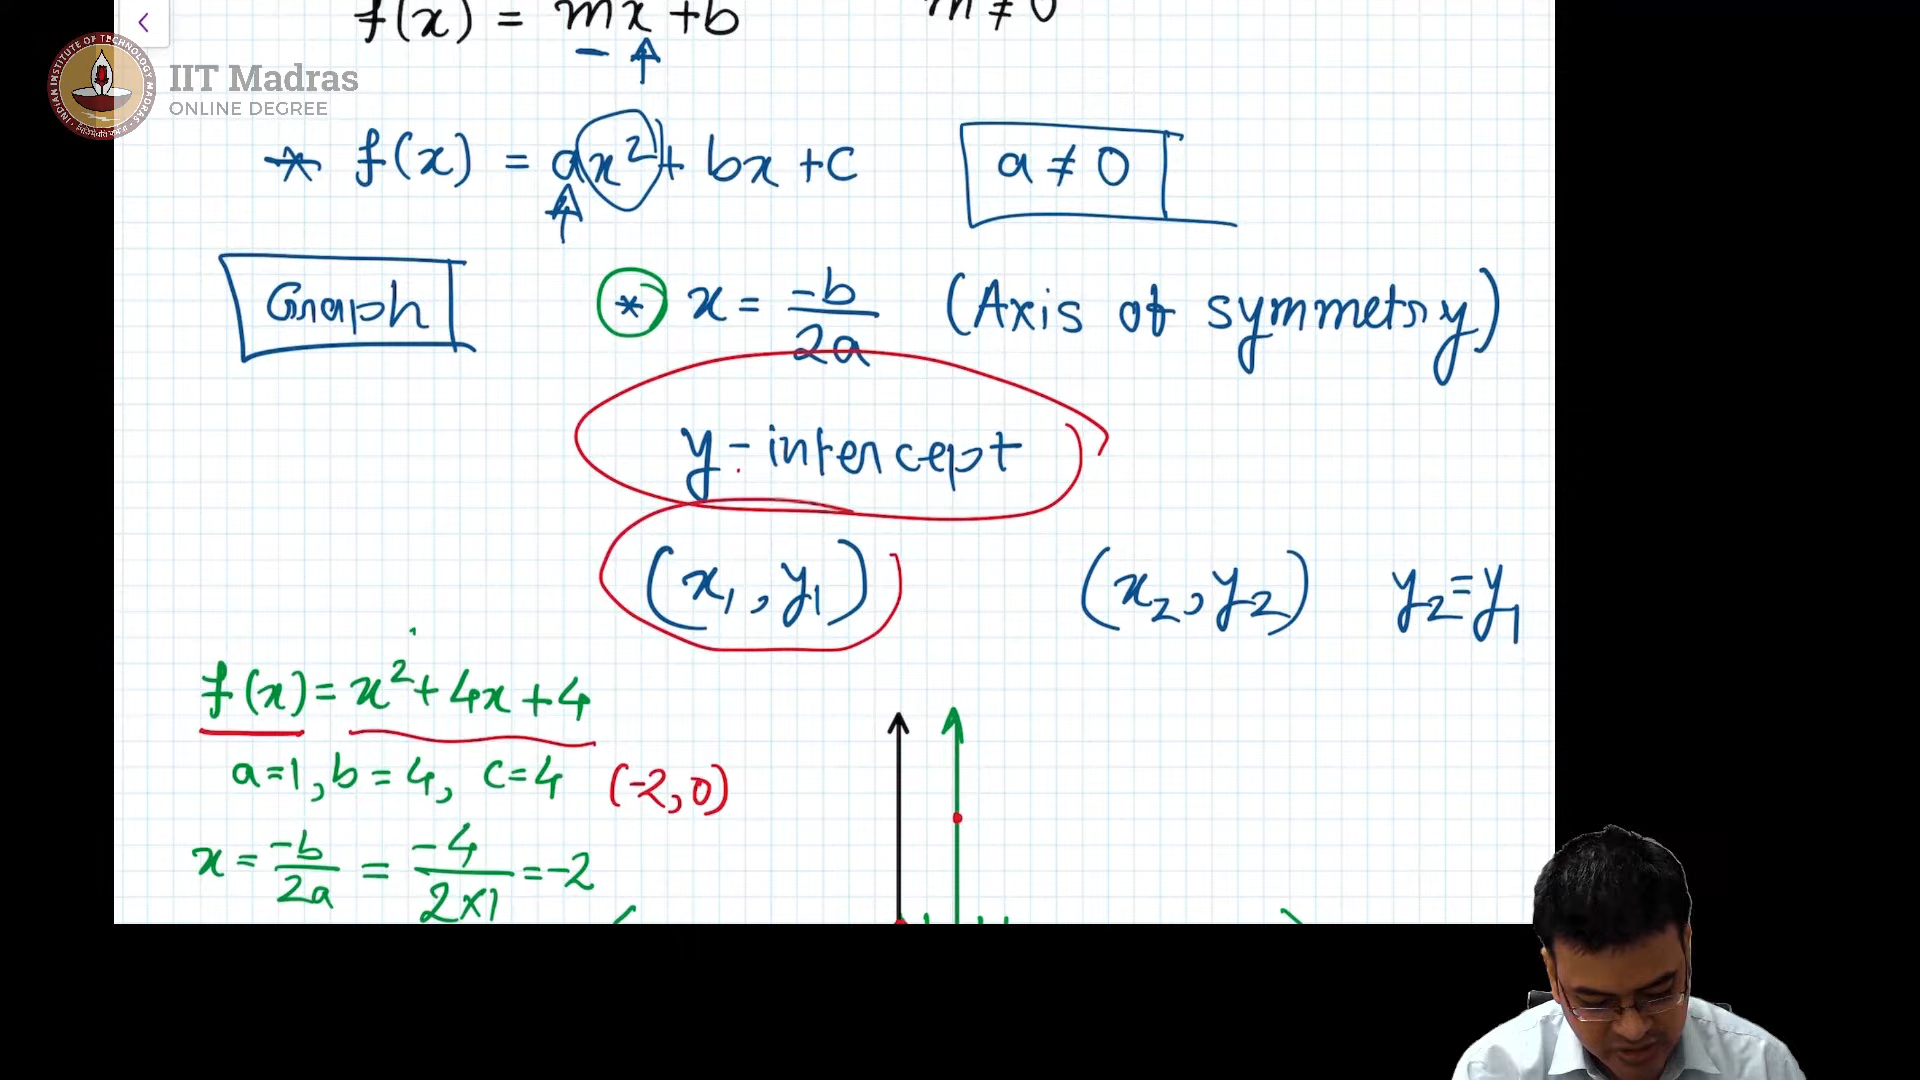 f(x) = mx + b m ≠ 0
IIT Madras
ONLINE DEGREE
* f(x) = ax² + bx + c a ≠ 0
Graph * x = -b/2a (Axis of symmetry)
y-intercept
(x₁, y₁) (x₂, y₂) y₂ = y₁
f(x) = x² + 4x + 4
a=1, b=4, c=4 (-2,0)
x = -b/2a = -4/2×1 = -2